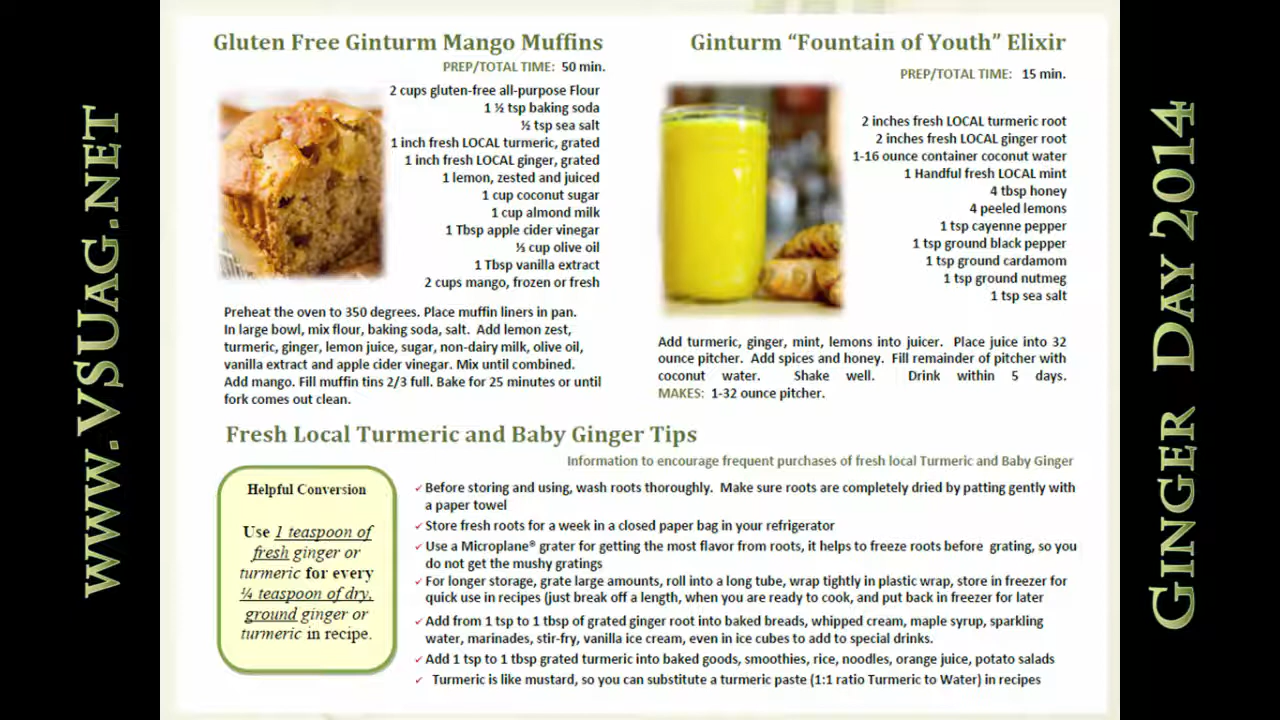 www.VSUAG.NET
Gluten Free Ginturm Mango Muffins
PREP/TOTAL TIME: 50 min.
2 cups gluten-free all-purpose Flour
1 ½ tsp baking soda
½ tsp sea salt
1 inch fresh LOCAL turmeric, grated
1 inch fresh LOCAL ginger, grated
1 lemon, zested and juiced
1 cup coconut sugar
1 cup almond milk
1 Tbsp apple cider vinegar
⅓ cup olive oil
1 Tbsp vanilla extract
2 cups mango, frozen or fresh
Preheat the oven to 350 degrees. Place muffin liners in pan.
In large bowl, mix flour, baking soda, salt. Add lemon zest,
turmeric, ginger, lemon juice, sugar, non-dairy milk, olive oil,
vanilla extract and apple cider vinegar. Mix until combined.
Add mango. Fill muffin tins 2/3 full. Bake for 25 minutes or until
fork comes out clean.
Ginturm “Fountain of Youth” Elixir
PREP/TOTAL TIME: 15 min.
2 inches fresh LOCAL turmeric root
2 inches fresh LOCAL ginger root
1-16 ounce container coconut water
1 Handful fresh LOCAL mint
4 tbsp honey
4 peeled lemons
1 tsp cayenne pepper
1 tsp ground black pepper
1 tsp ground cardamom
1 tsp ground nutmeg
1 tsp sea salt
Add turmeric, ginger, mint, lemons into juicer. Place juice into 32
ounce pitcher. Add spices and honey. Fill remainder of pitcher with
coconut water. Shake well. Drink within 5 days.
MAKES: 1-32 ounce pitcher.
Fresh Local Turmeric and Baby Ginger Tips
Information to encourage frequent purchases of fresh local Turmeric and Baby Ginger
Helpful Conversion
Use 1 teaspoon of
fresh ginger or
turmeric for every
¼ teaspoon of dry,
ground ginger or
turmeric in recipe.
✓ Before storing and using, wash roots thoroughly. Make sure roots are completely dried by patting gently with
a paper towel
✓ Store fresh roots for a week in a closed paper bag in your refrigerator
✓ Use a Microplane® grater for getting the most flavor from roots, it helps to freeze roots before grating, so you
do not get the mushy gratings
✓ For longer storage, grate large amounts, roll into a long tube, wrap tightly in plastic wrap, store in freezer for
quick use in recipes (just break off a length, when you are ready to cook, and put back in freezer for later
✓ Add from 1 tsp to 1 tbsp of grated ginger root into baked breads, whipped cream, maple syrup, sparkling
water, marinades, stir-fry, vanilla ice cream, even in ice cubes to add to special drinks.
✓ Add 1 tsp to 1 tbsp grated turmeric into baked goods, smoothies, rice, noodles, orange juice, potato salads
✓ Turmeric is like mustard, so you can substitute a turmeric paste (1:1 ratio Turmeric to Water) in recipes
GINGER DAY 2014